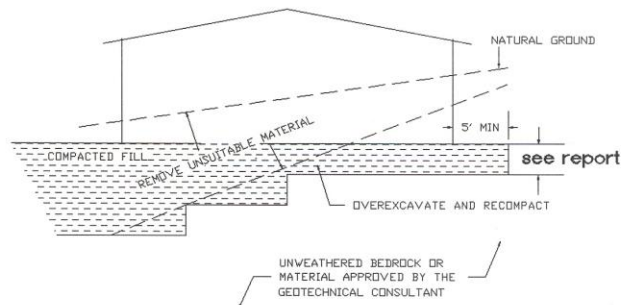 NATURAL GROUND
5' MIN
COMPACTED FILL
REMOVE UNSUITABLE MATERIAL
see report
OVEREXCAVATE AND RECOMPACT
UNWEATHERED BEDROCK OR
MATERIAL APPROVED BY THE
GEOTECHNICAL CONSULTANT